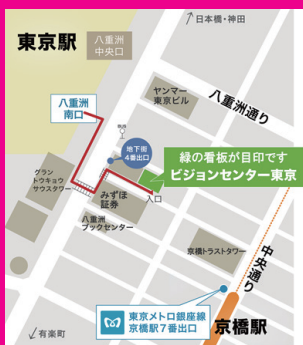 日本橋・神田
東京駅
八重洲
中央口
八重洲
南口
ヤンマー
東京ビル
八重洲通り
地下街
4番出口
緑の看板が目印です
ビジョンセンター東京
グラン
トウキョウ
サウスタワー
みずほ
証券
入口
八重洲
ブックセンター
京橋トラストタワー
中央通り
東京メトロ銀座線
京橋駅7番出口
京橋駅
有楽町